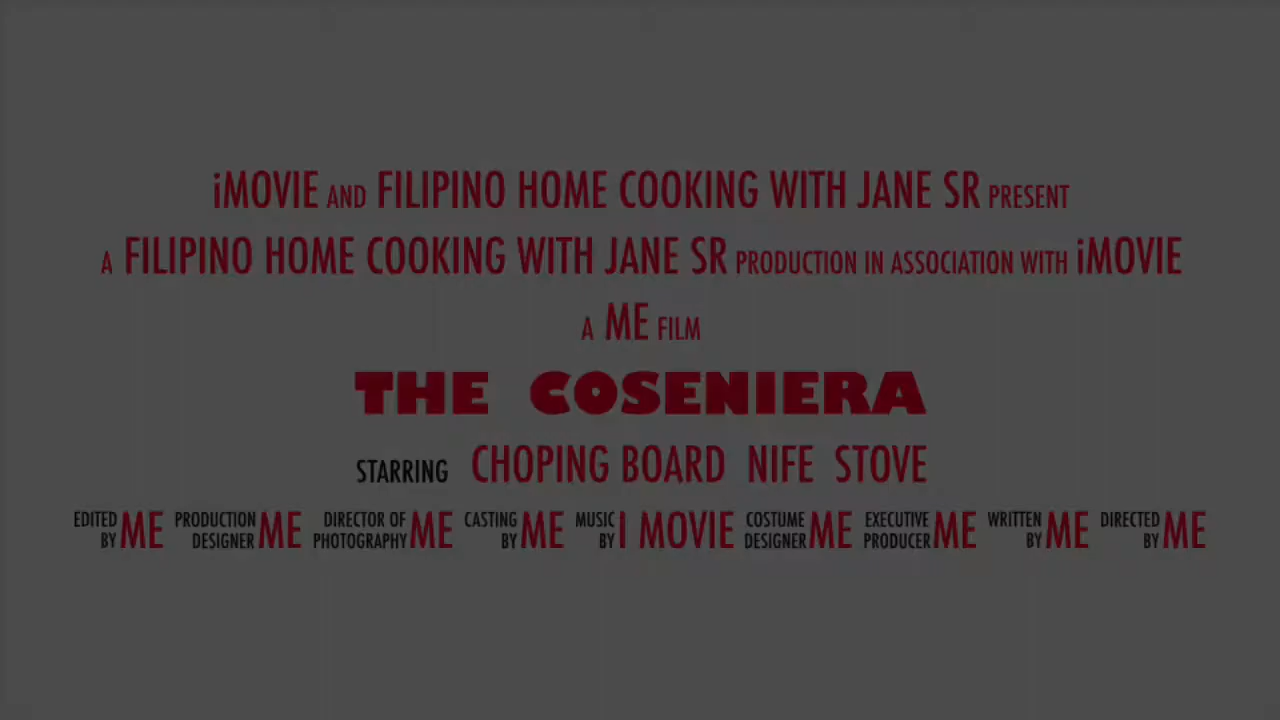 iMOVIE AND FILIPINO HOME COOKING WITH JANE SR PRESENT
A FILIPINO HOME COOKING WITH JANE SR PRODUCTION IN ASSOCIATION WITH iMOVIE
A ME FILM
THE COSENIERA
STARRING CHOPING BOARD NIFE STOVE
EDITED BY ME PRODUCTION DESIGNER ME DIRECTOR OF PHOTOGRAPHY ME CASTING BY ME MUSIC BY I MOVIE COSTUME DESIGNER ME EXECUTIVE PRODUCER ME WRITTEN BY ME DIRECTED BY ME